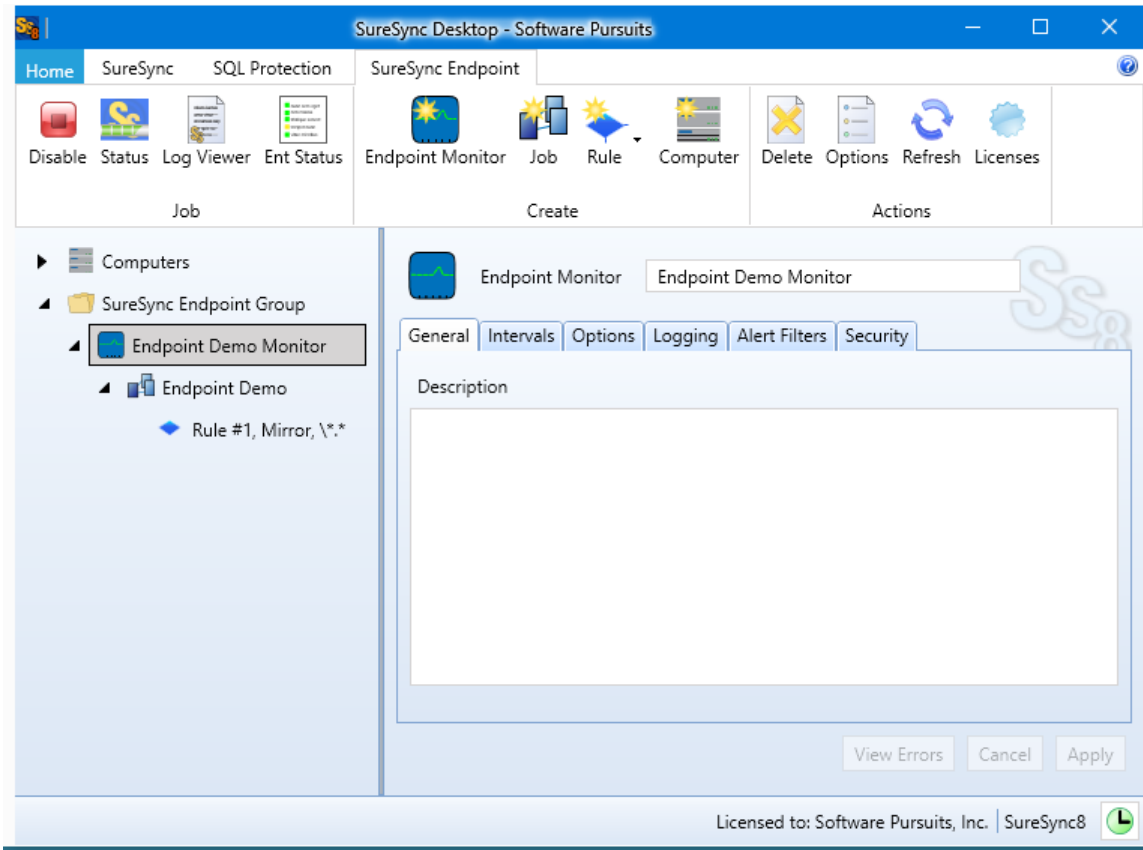 SureSync Desktop - Software Pursuits
Home SureSync SQL Protection SureSync Endpoint
Disable Status Log Viewer Ent Status Endpoint Monitor Job Rule Computer Delete Options Refresh Licenses
Job Create Actions
Computers
SureSync Endpoint Group
Endpoint Demo Monitor
Endpoint Demo
Rule #1, Mirror, \*.*
Endpoint Monitor Endpoint Demo Monitor
Ss8
General Intervals Options Logging Alert Filters Security
Description
View Errors Cancel Apply
Licensed to: Software Pursuits, Inc. SureSync8